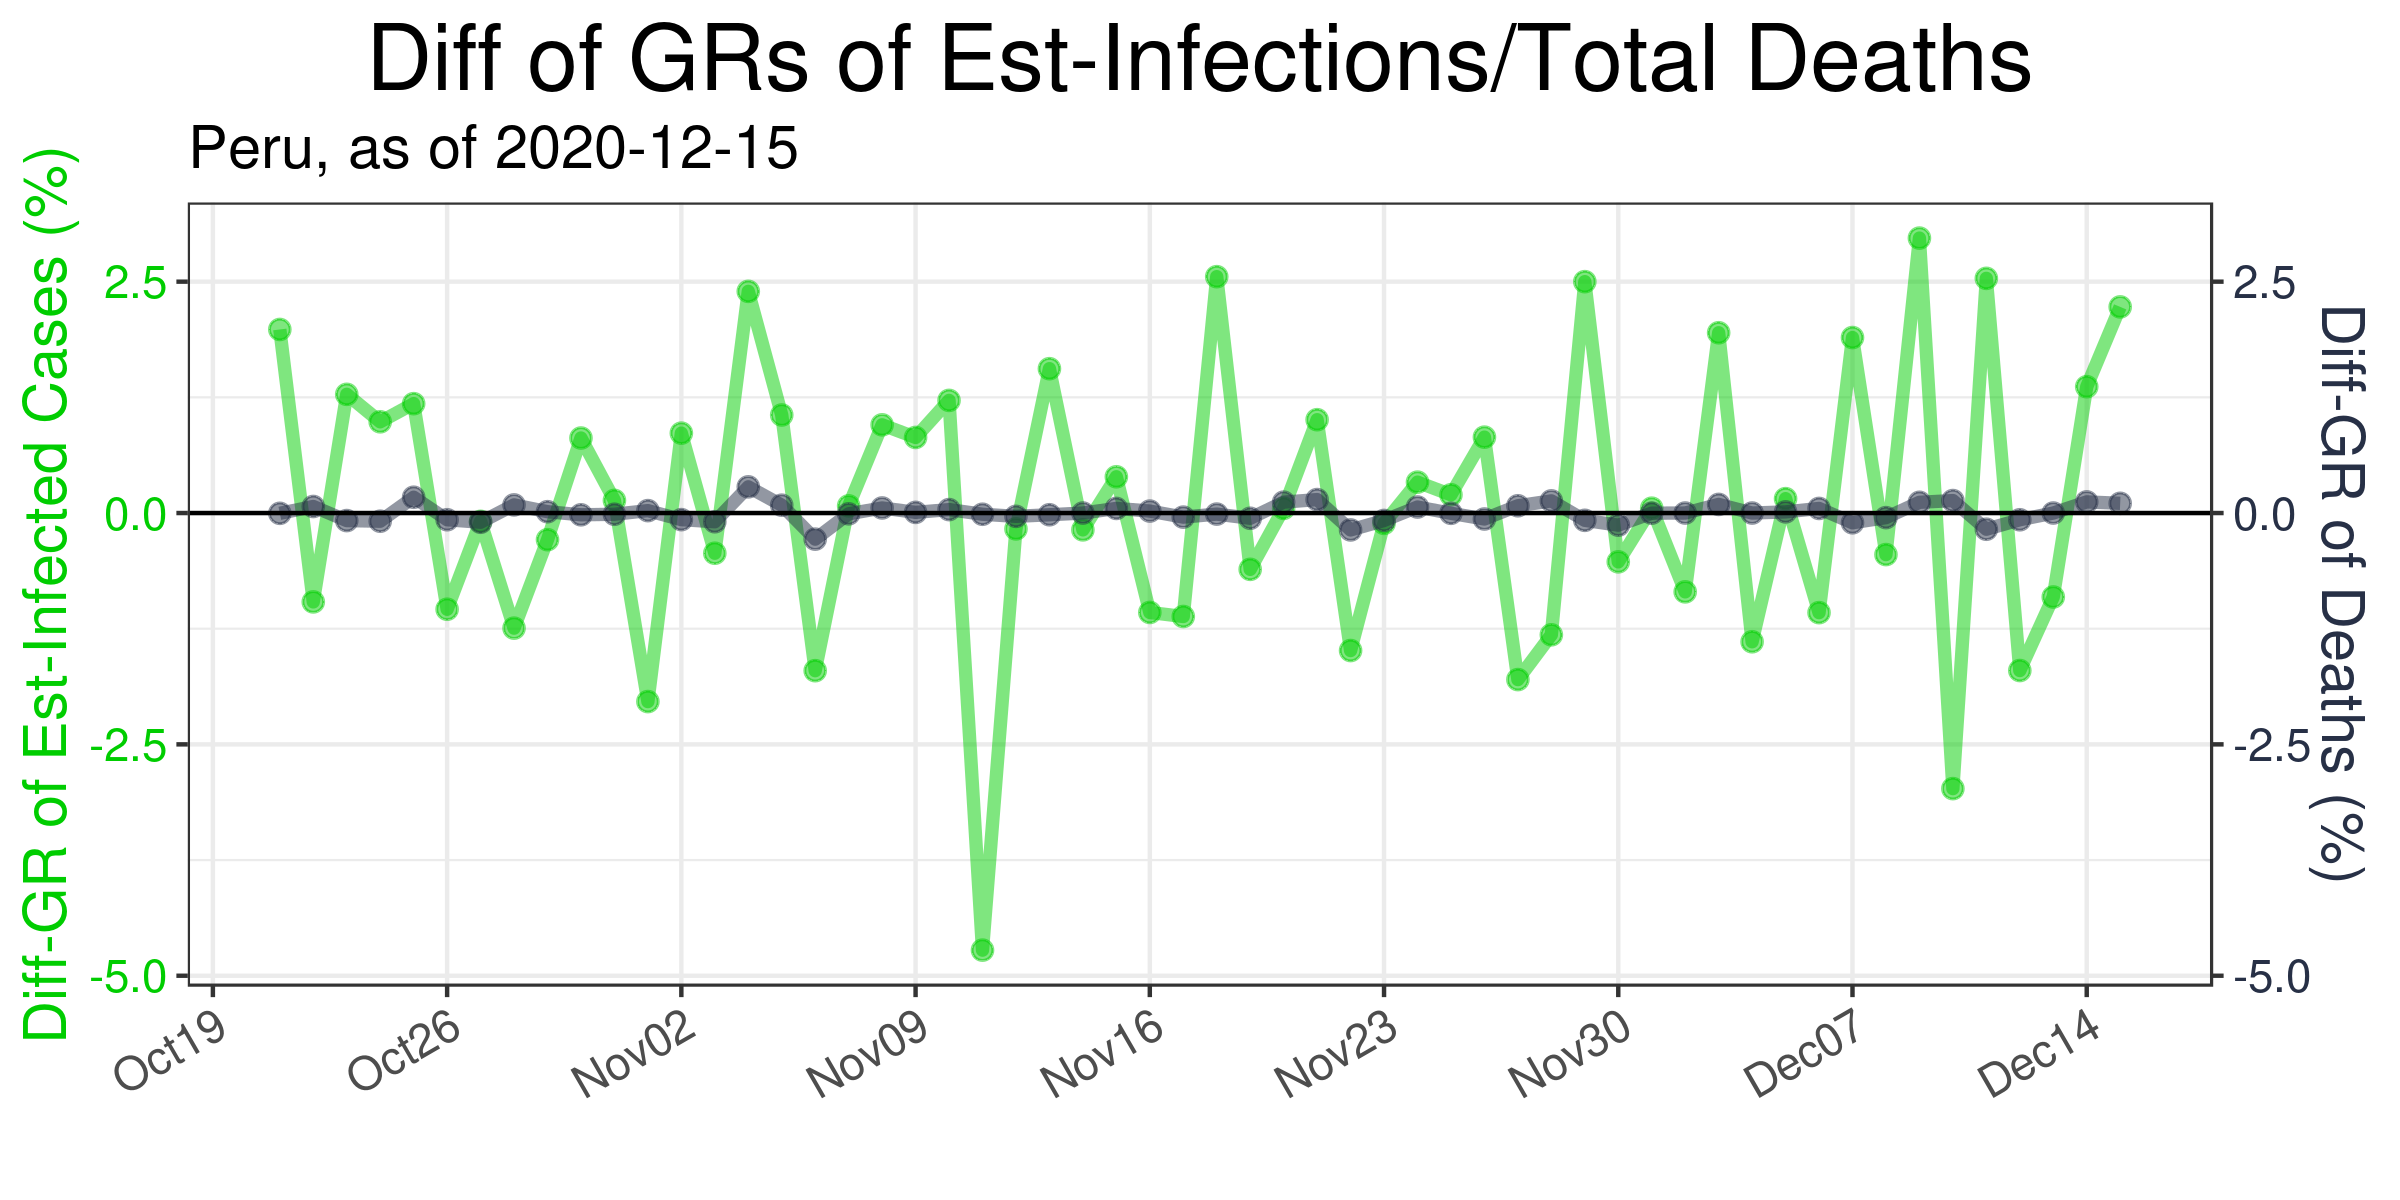 Diff of GRs of Est-Infections/Total Deaths
Peru, as of 2020-12-15
Diff-GR of Est-Infected Cases (%)
2.5
0.0
-2.5
-5.0
2.5
0.0
-2.5
-5.0
Diff-GR of Deaths (%)
Oct19
Oct26
Nov02
Nov09
Nov16
Nov23
Nov30
Dec07
Dec14